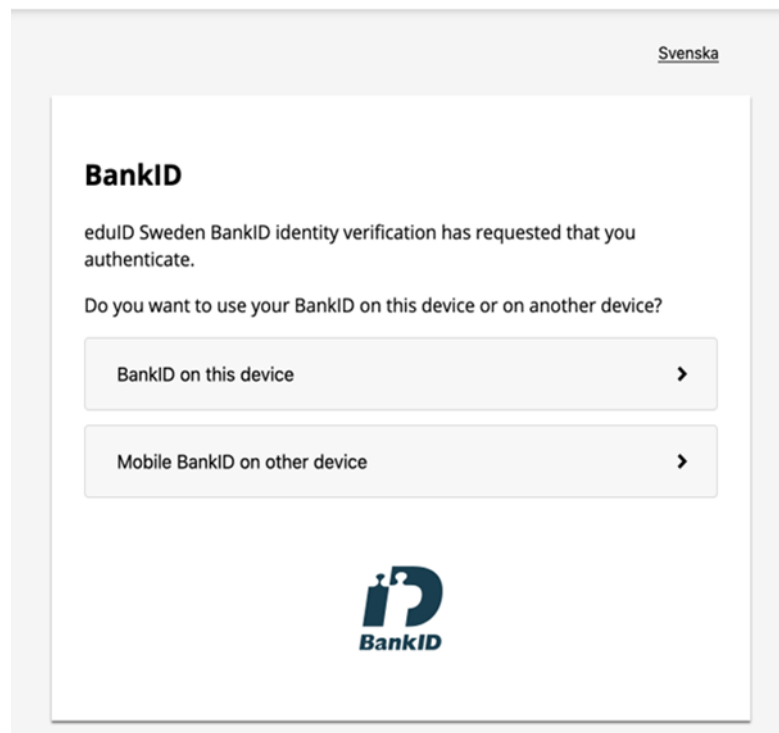 Svenska
BankID
eduID Sweden BankID identity verification has requested that you
authenticate.
Do you want to use your BankID on this device or on another device?
BankID on this device
Mobile BankID on other device
BankID